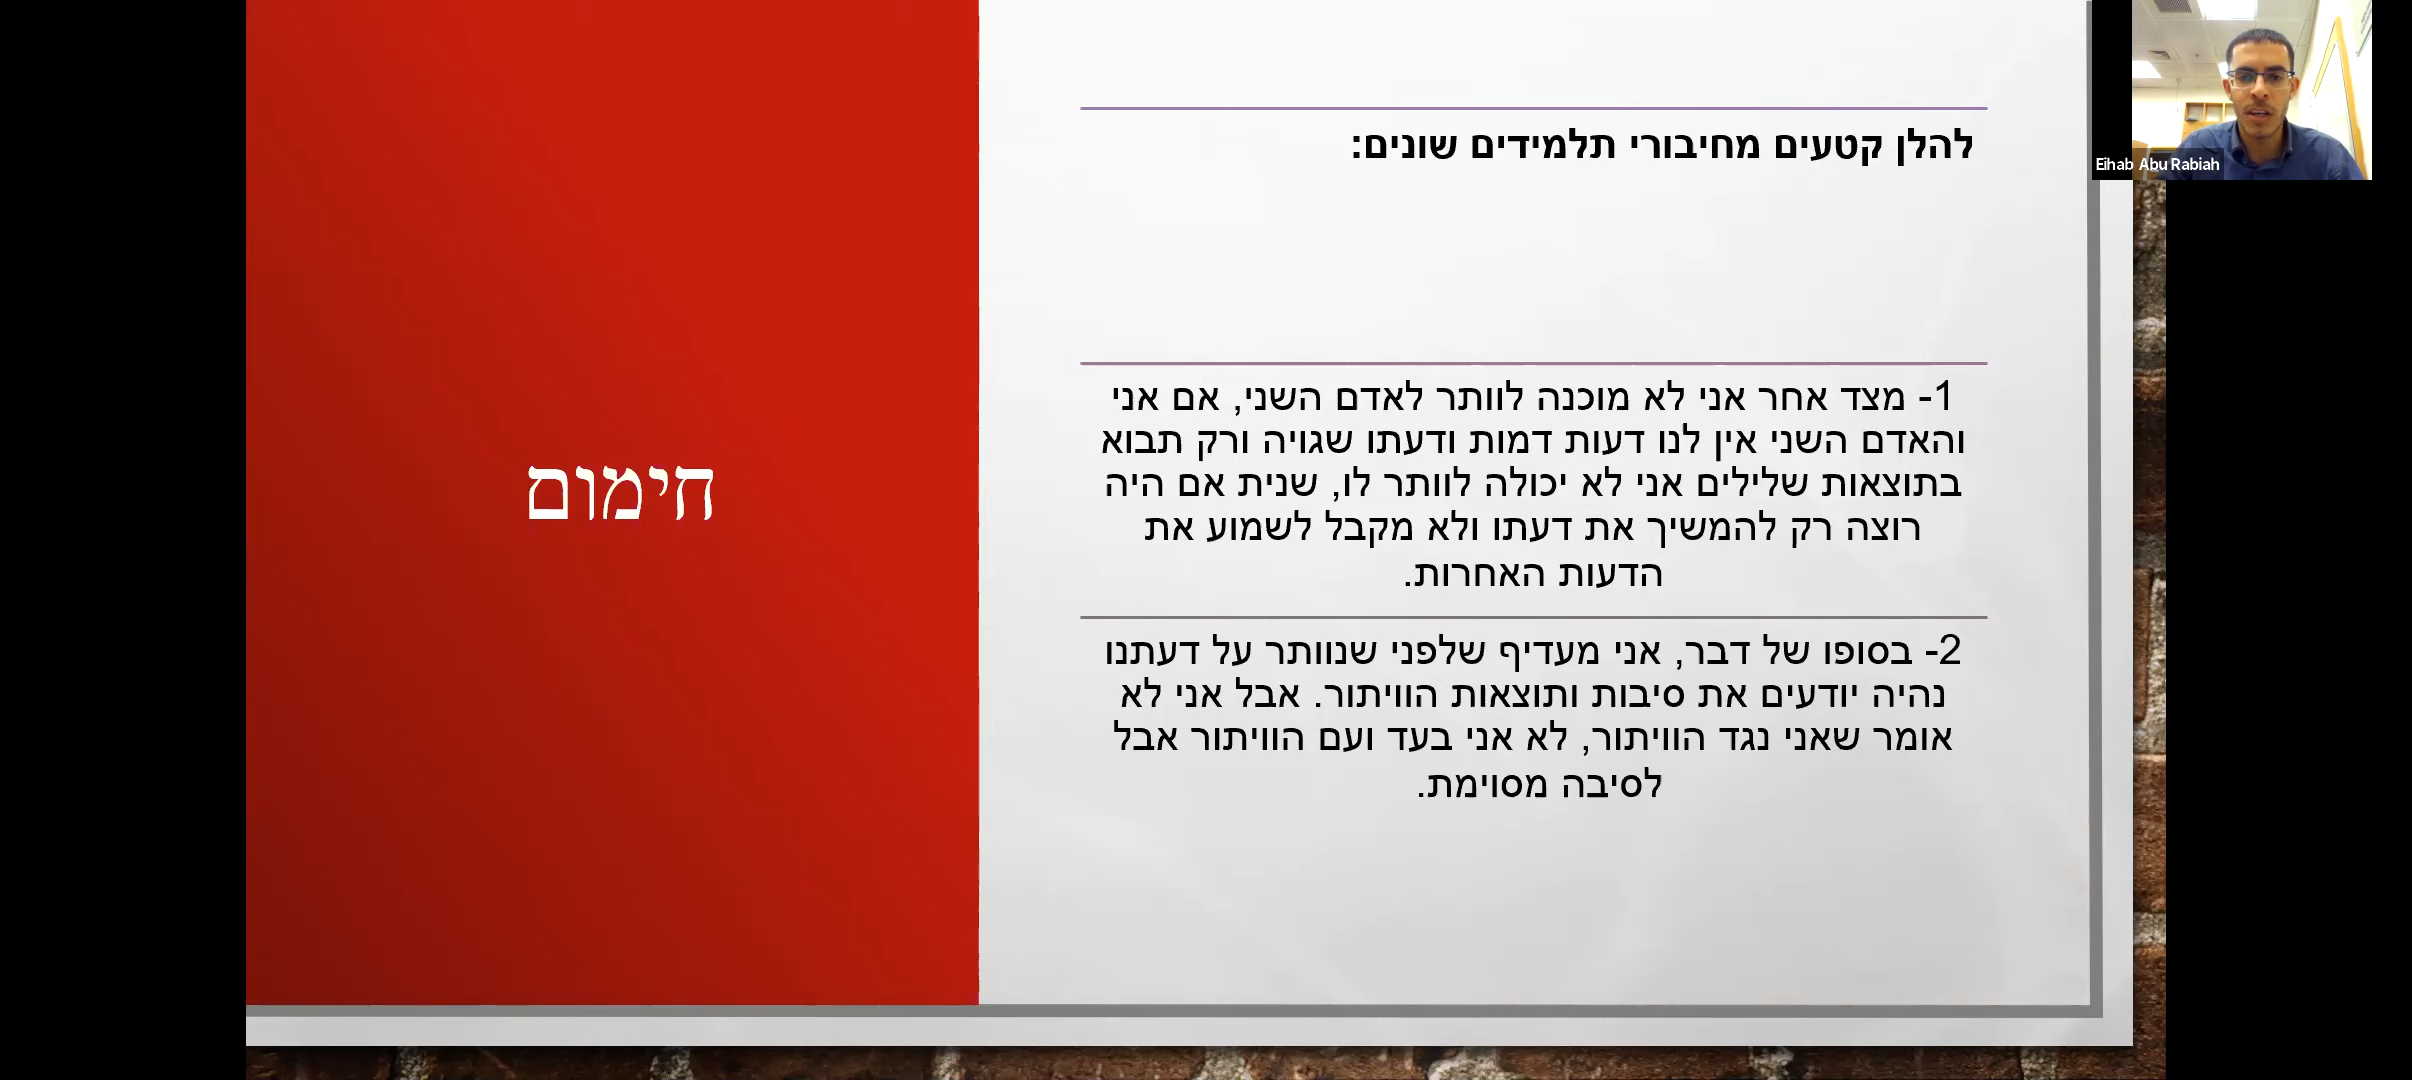 להלן קטעים מחיבורי תלמידים שונים:
חימום
1- מצד אחר אני לא מוכנה לוותר לאדם השני, אם אני
והאדם השני אין לנו דעות דמות ודעתו שגויה ורק תבוא
בתוצאות שלילים אני לא יכולה לוותר לו, שנית אם היה
רוצה רק להמשיך את דעתו ולא מקבל לשמוע את
הדעות האחרות.
2- בסופו של דבר, אני מעדיף שלפני שנוותר על דעתנו
נהיה יודעים את סיבות ותוצאות הוויתור. אבל אני לא
אומר שאני נגד הוויתור, לא אני בעד ועם הוויתור אבל
לסיבה מסוימת.
Eihab Abu Rabiah